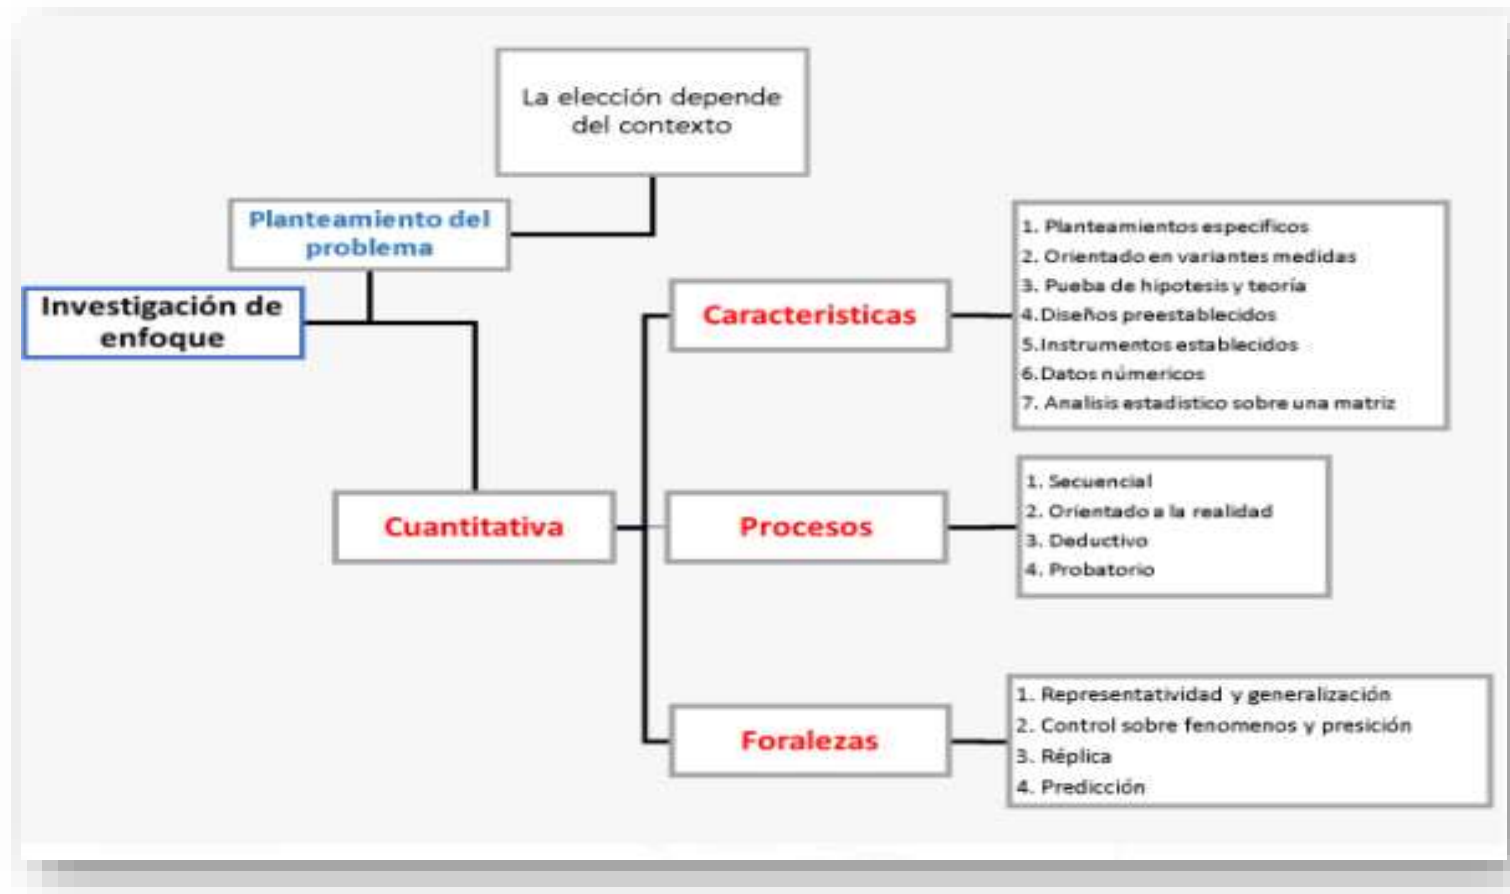 La elección depende
del contexto
Planteamiento del
problema
Investigación de
enfoque
Cuantitativa
Caracteristicas
1. Planteamientos especificos
2. Orientado en variantes medidas
3. Pueba de hipotesis y teoría
4.Diseños preestablecidos
5.Instrumentos establecidos
6.Datos númericos
7. Analisis estadistico sobre una matriz
Procesos
1. Secuencial
2. Orientado a la realidad
3. Deductivo
4. Probatorio
Foralezas
1. Representatividad y generalización
2. Control sobre fenomenos y presición
3. Réplica
4. Predicción